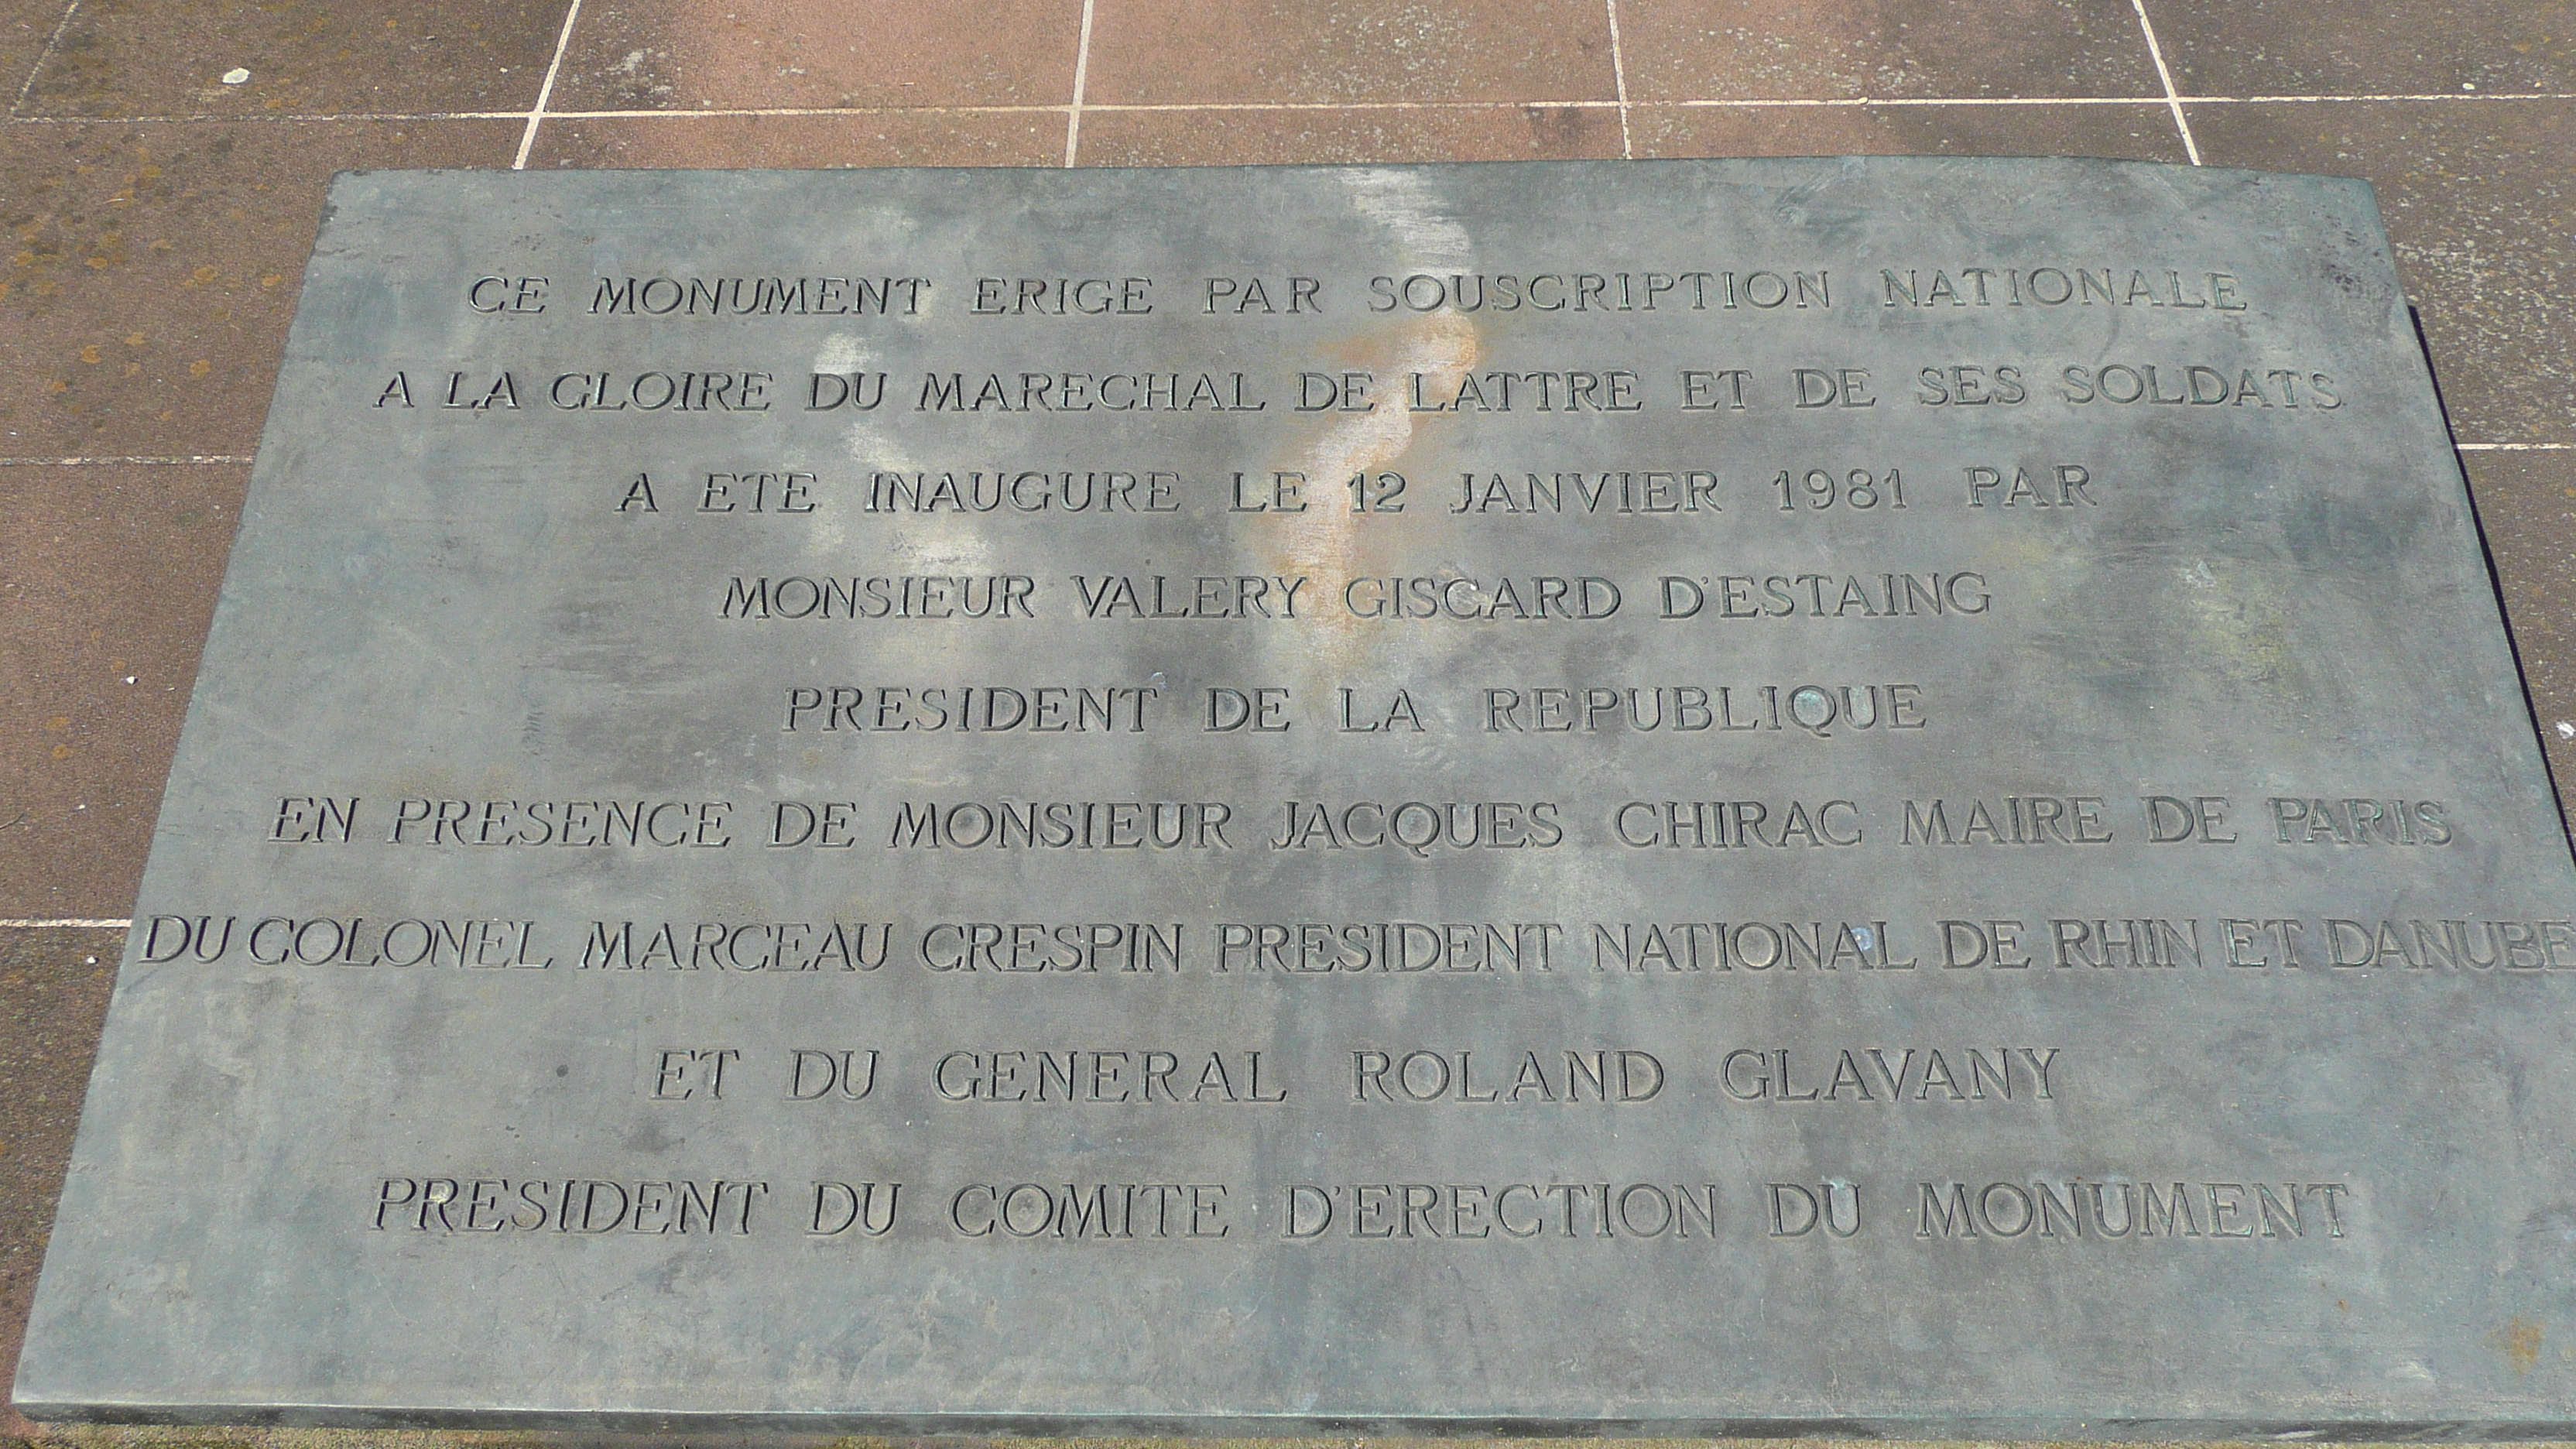 CE MONUMENT ERIGE PAR SOUSCRIPTION NATIONALE
A LA GLOIRE DU MARECHAL DE LATTRE ET DE SES SOLDATS
A ETE INAUGURE LE 12 JANVIER 1981 PAR
MONSIEUR VALERY GISCARD D'ESTAING
PRESIDENT DE LA REPUBLIQUE
EN PRESENCE DE MONSIEUR JACQUES CHIRAC MAIRE DE PARIS
DU COLONEL MARCEAU CRESPIN PRESIDENT NATIONAL DE RHIN ET DANUBE
ET DU GENERAL ROLAND GLAVANY
PRESIDENT DU COMITE D'ERECTION DU MONUMENT